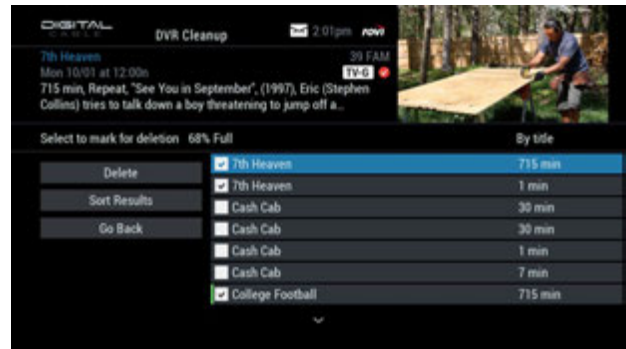 DIGITAL
CABLE
DVR Cleanup
2:01pm rovi
7th Heaven 39 FAM
Mon 10/01 at 12:00n TV-G
715 min, Repeat, "See You in September", (1997), Eric (Stephen
Collins) tries to talk down a boy threatening to jump off a...
Select to mark for deletion 68% Full By title
Delete
Sort Results
Go Back
7th Heaven 715 min
7th Heaven 1 min
Cash Cab 30 min
Cash Cab 30 min
Cash Cab 1 min
Cash Cab 7 min
College Football 715 min